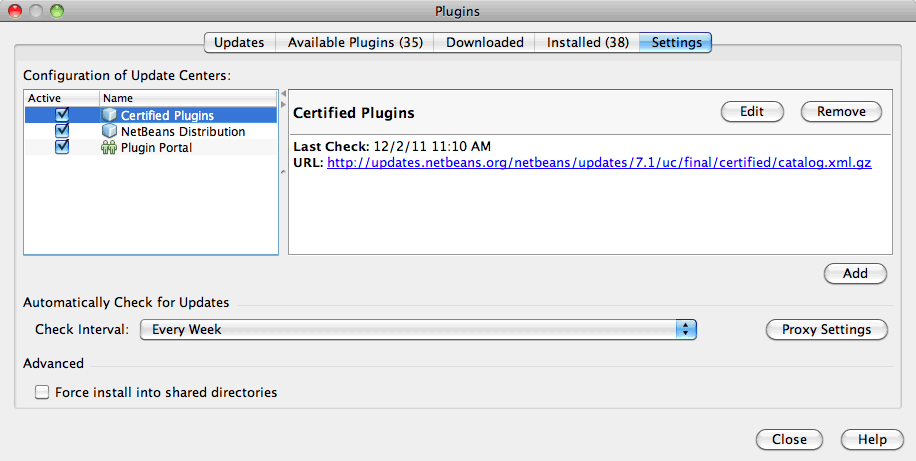 Plugins
Updates Available Plugins (35) Downloaded Installed (38) Settings
Configuration of Update Centers:
Active Name
Certified Plugins
NetBeans Distribution
Plugin Portal
Certified Plugins Edit Remove
Last Check: 12/2/11 11:10 AM
URL: http://updates.netbeans.org/netbeans/updates/7.1/uc/final/certified/catalog.xml.gz
Add
Automatically Check for Updates
Check Interval: Every Week Proxy Settings
Advanced
Force install into shared directories
Close Help